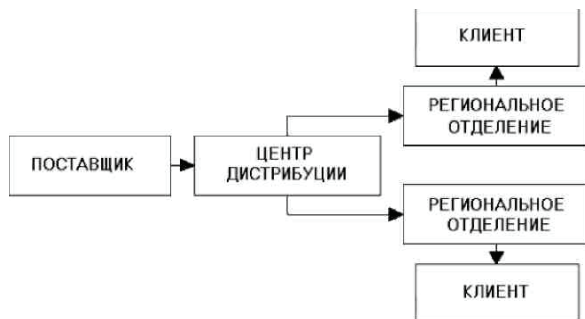 КЛИЕНТ
РЕГИОНАЛЬНОЕ
ОТДЕЛЕНИЕ
ПОСТАВЩИК
ЦЕНТР
ДИСТРИБУЦИИ
РЕГИОНАЛЬНОЕ
ОТДЕЛЕНИЕ
КЛИЕНТ